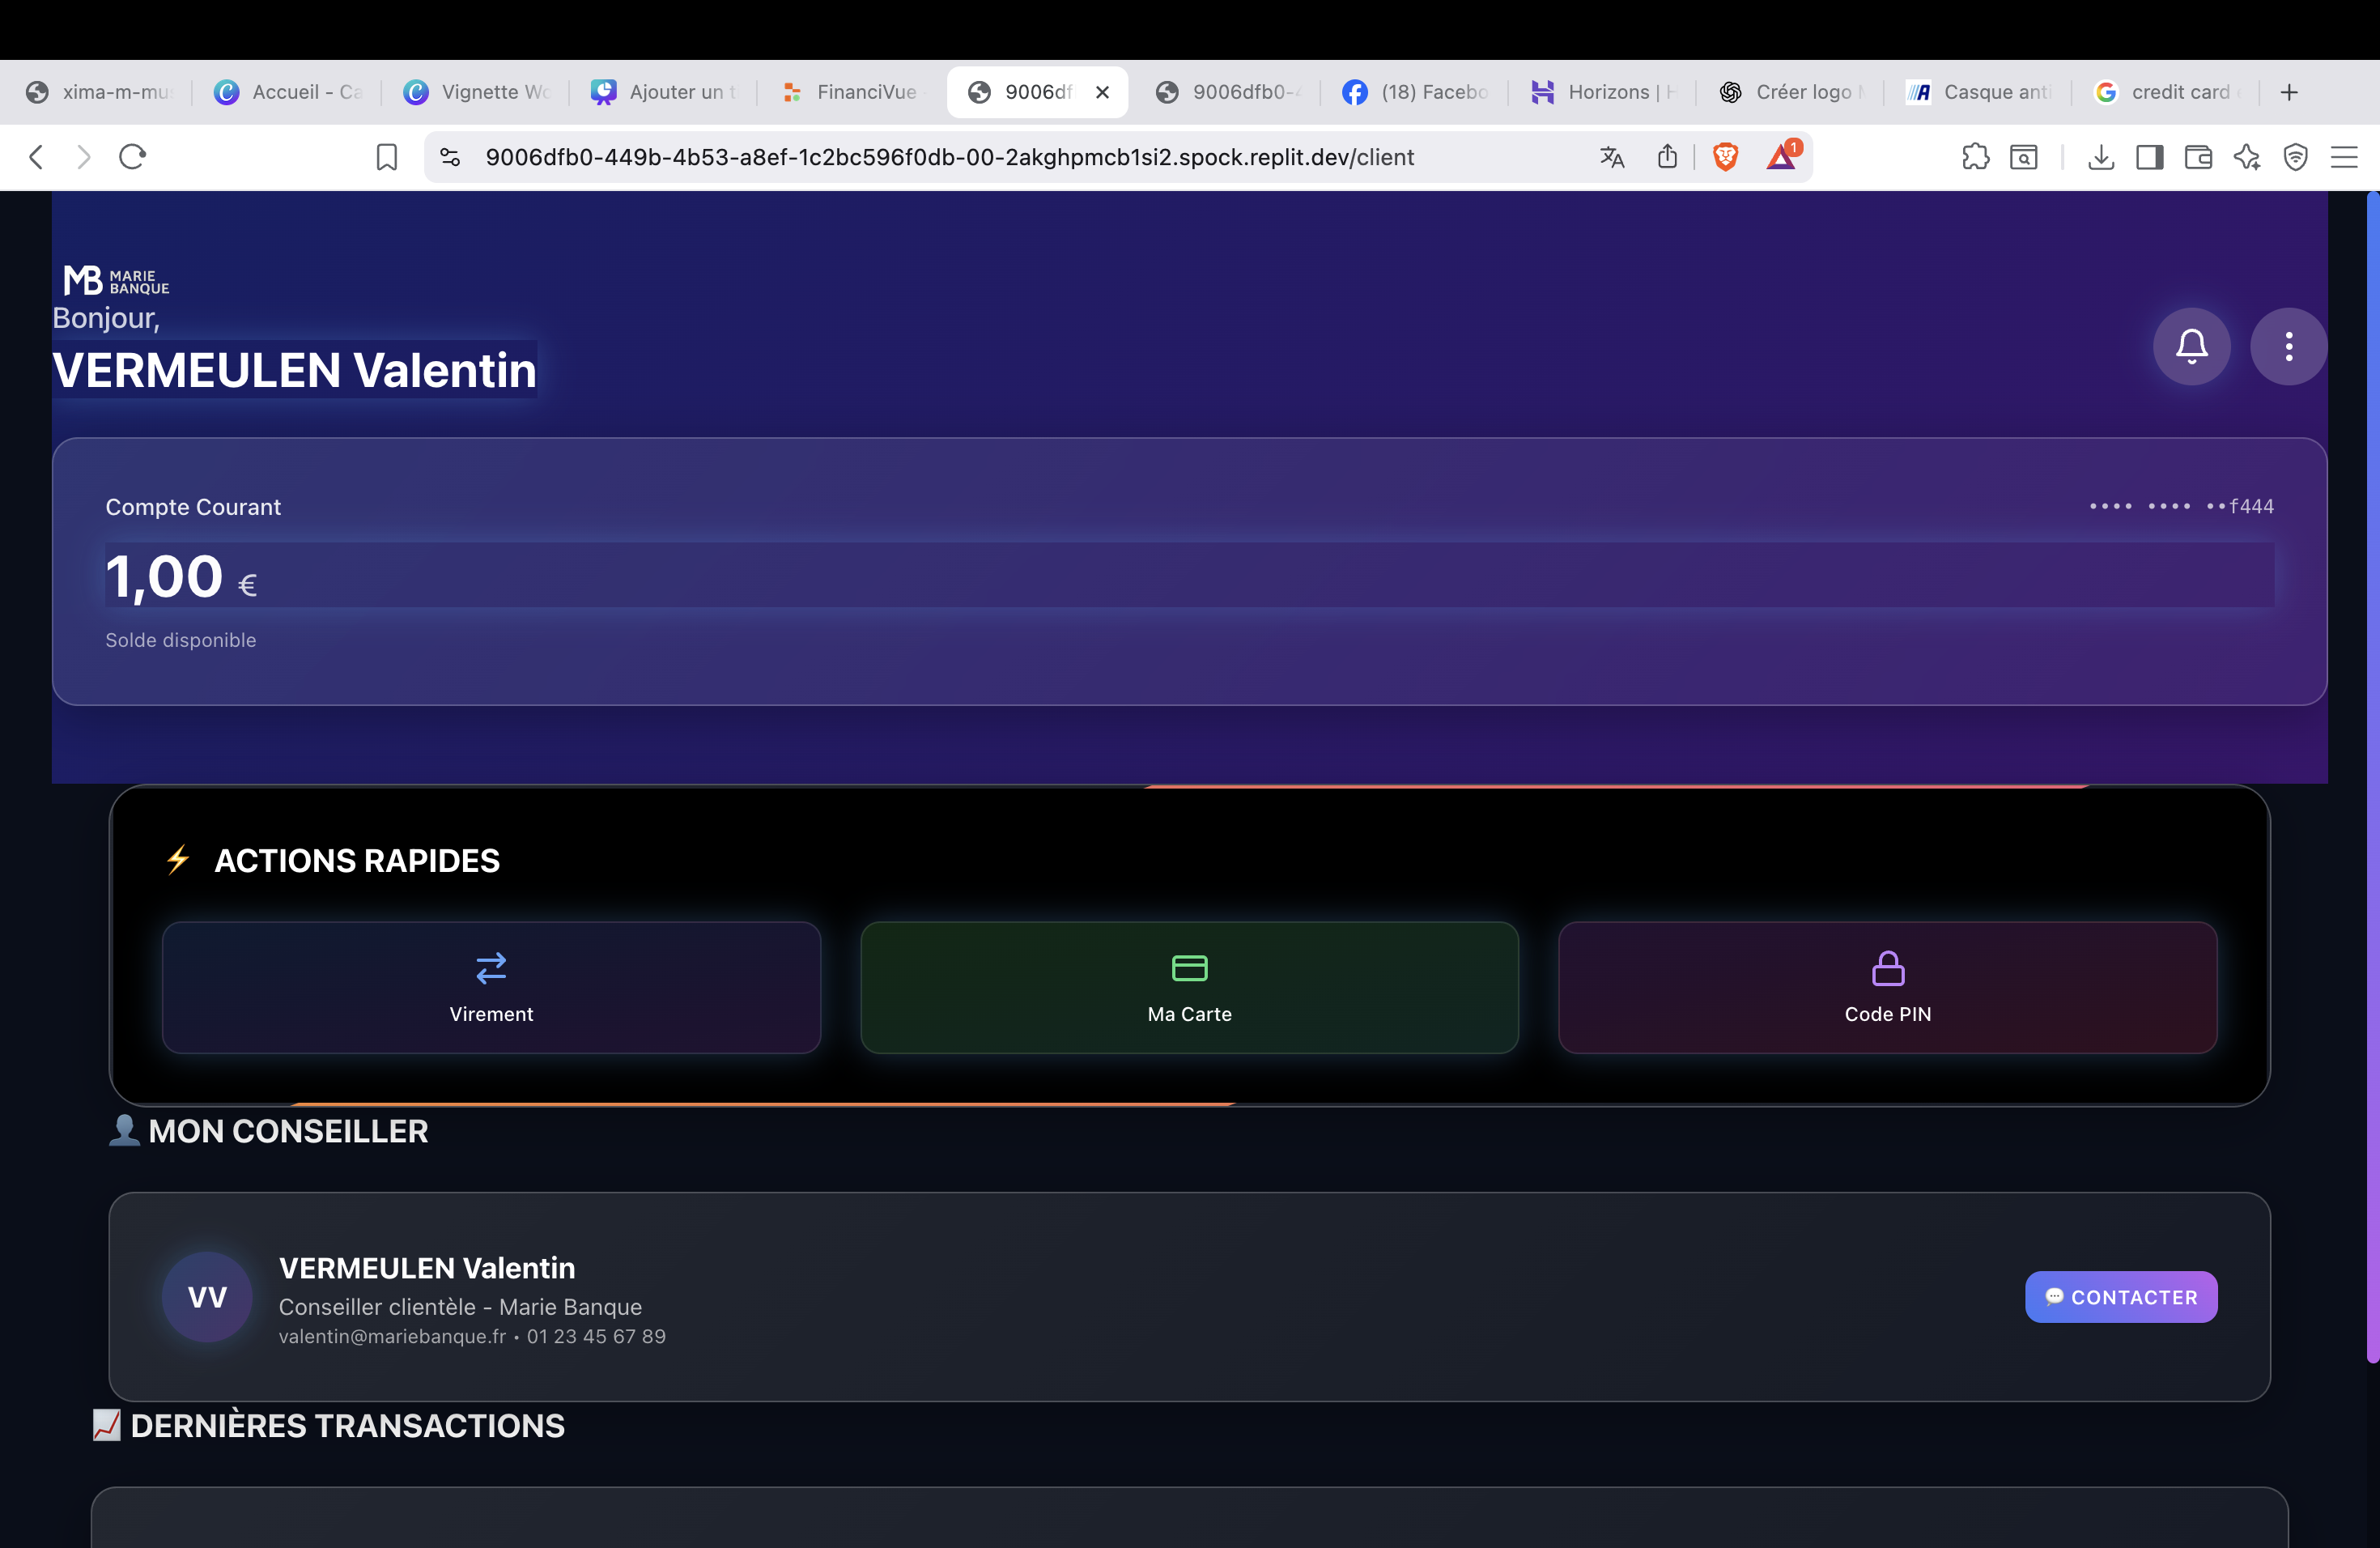 xima-m-mu
Accueil - Ca
Vignette Wo
Ajouter un t
FinanciVue
9006df
9006dfb0-4
(18) Facebo
Horizons | H
Créer logo M
Casque anti
credit card
9006dfb0-449b-4b53-a8ef-1c2bc596f0db-00-2akghpmcb1si2.spock.replit.dev/client
1
MB MARIE
BANQUE
Bonjour,
VERMEULEN Valentin
Compte Courant
•••• •••• ••f444
1,00 €
Solde disponible
⚡ ACTIONS RAPIDES
Virement
Ma Carte
Code PIN
👤 MON CONSEILLER
VV
VERMEULEN Valentin
Conseiller clientèle - Marie Banque
valentin@mariebanque.fr • 01 23 45 67 89
💬 CONTACTER
📈 DERNIÈRES TRANSACTIONS